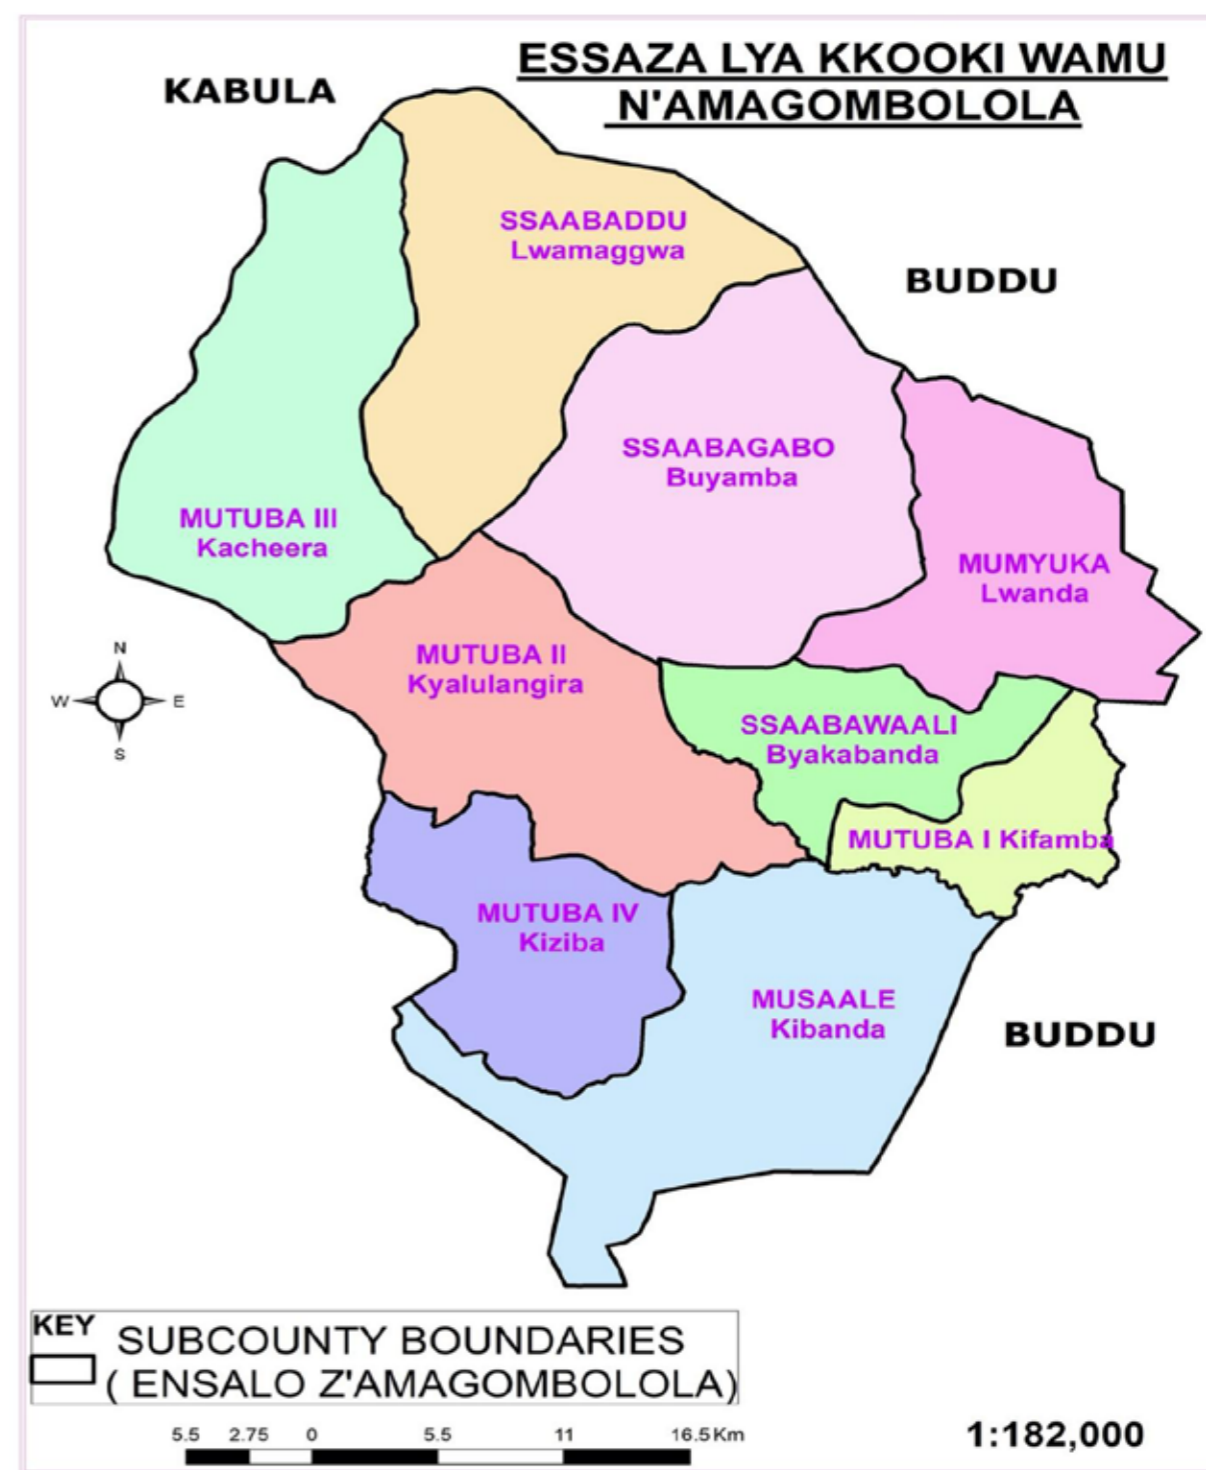 ESSAZA LYA KKOOKI WAMU
N'AMAGOMBOLOLA
KABULA
SSAABADDU
Lwamaggwa
BUDDU
SSAABAGABO
Buyamba
MUTUBA III
Kacheera
MUMYUKA
Lwanda
MUTUBA II
Kyalulangira
N
W
E
S
SSAABAWAALI
Byakabanda
MUTUBA I Kifamba
MUTUBA IV
Kiziba
MUSAALE
Kibanda
BUDDU
KEY
SUBCOUNTY BOUNDARIES
( ENSALO Z'AMAGOMBOLOLA)
5.5 2.75 0 5.5 11 16.5 Km
1:182,000